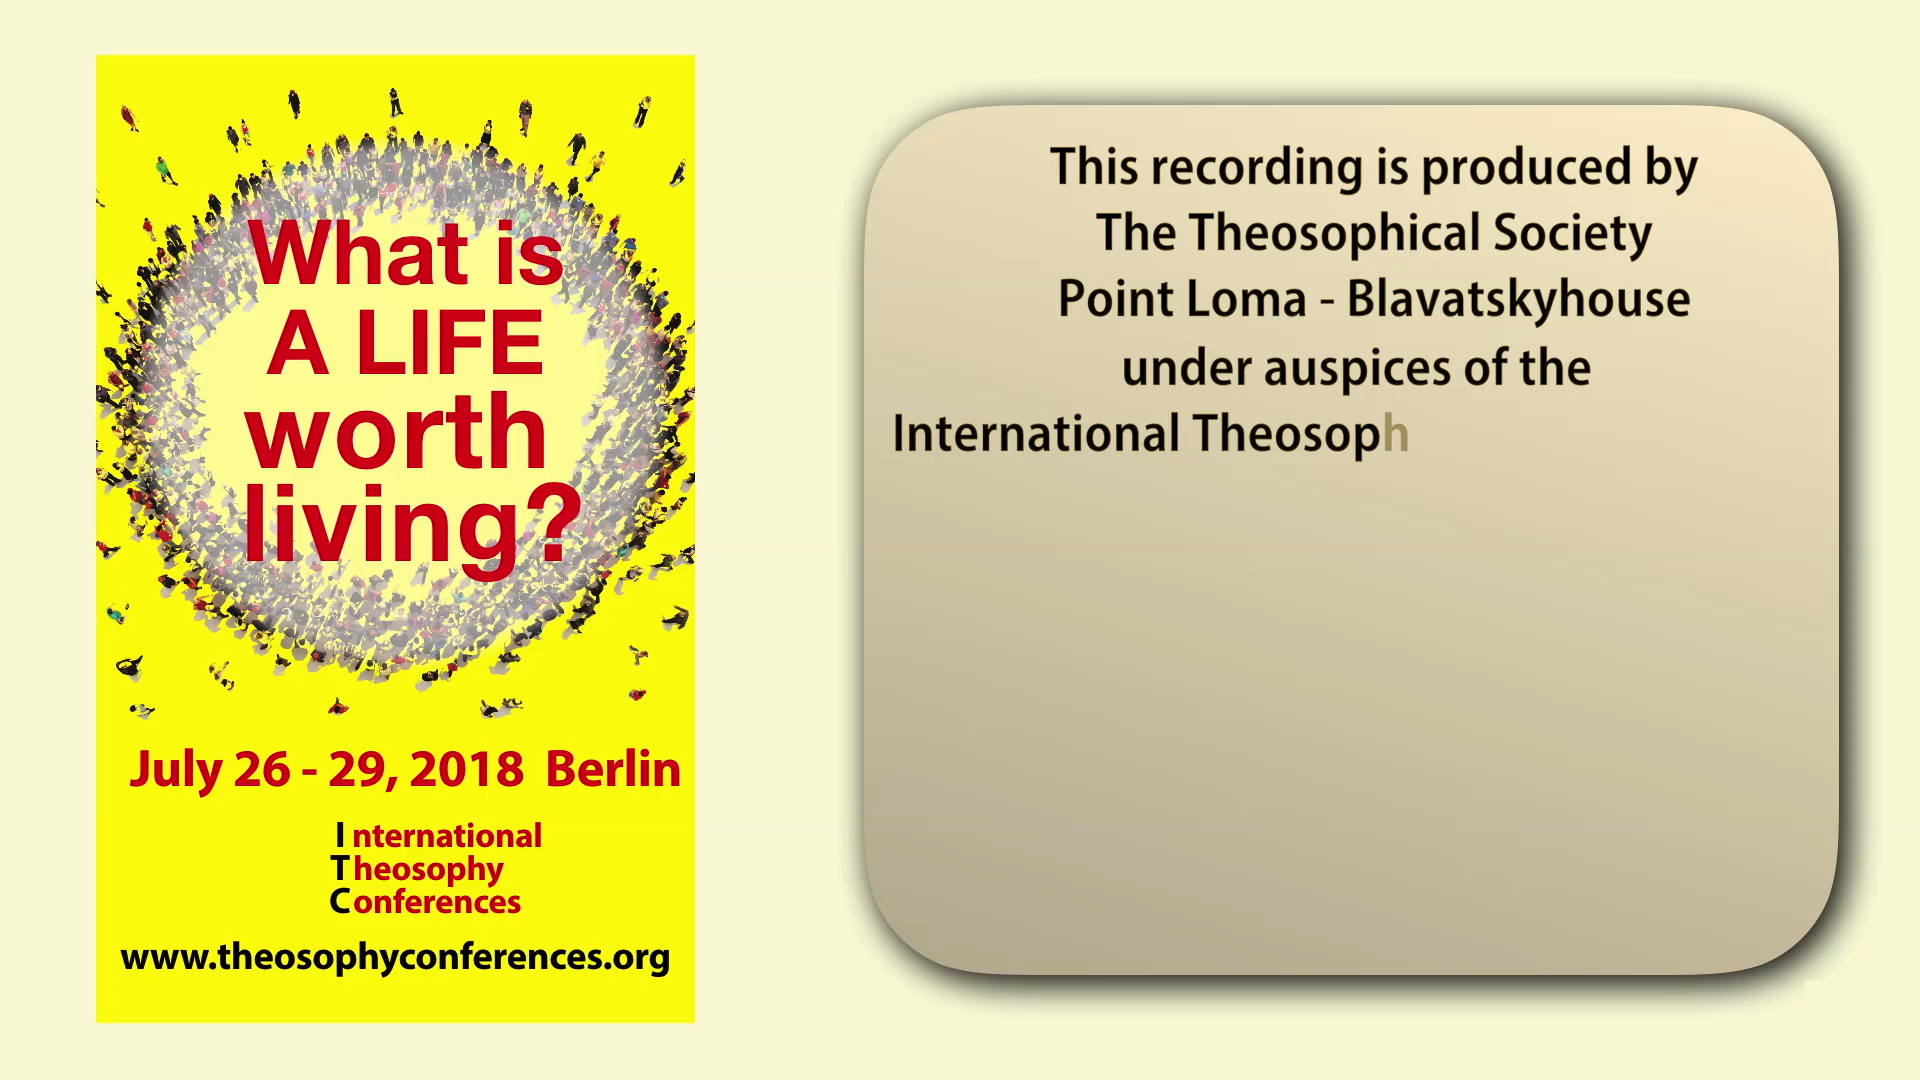 What is
A LIFE
worth
living?
July 26 - 29, 2018 Berlin
International
Theosophy
Conferences
www.theosophyconferences.org
This recording is produced by
The Theosophical Society
Point Loma - Blavatskyhouse
under auspices of the
International Theosoph